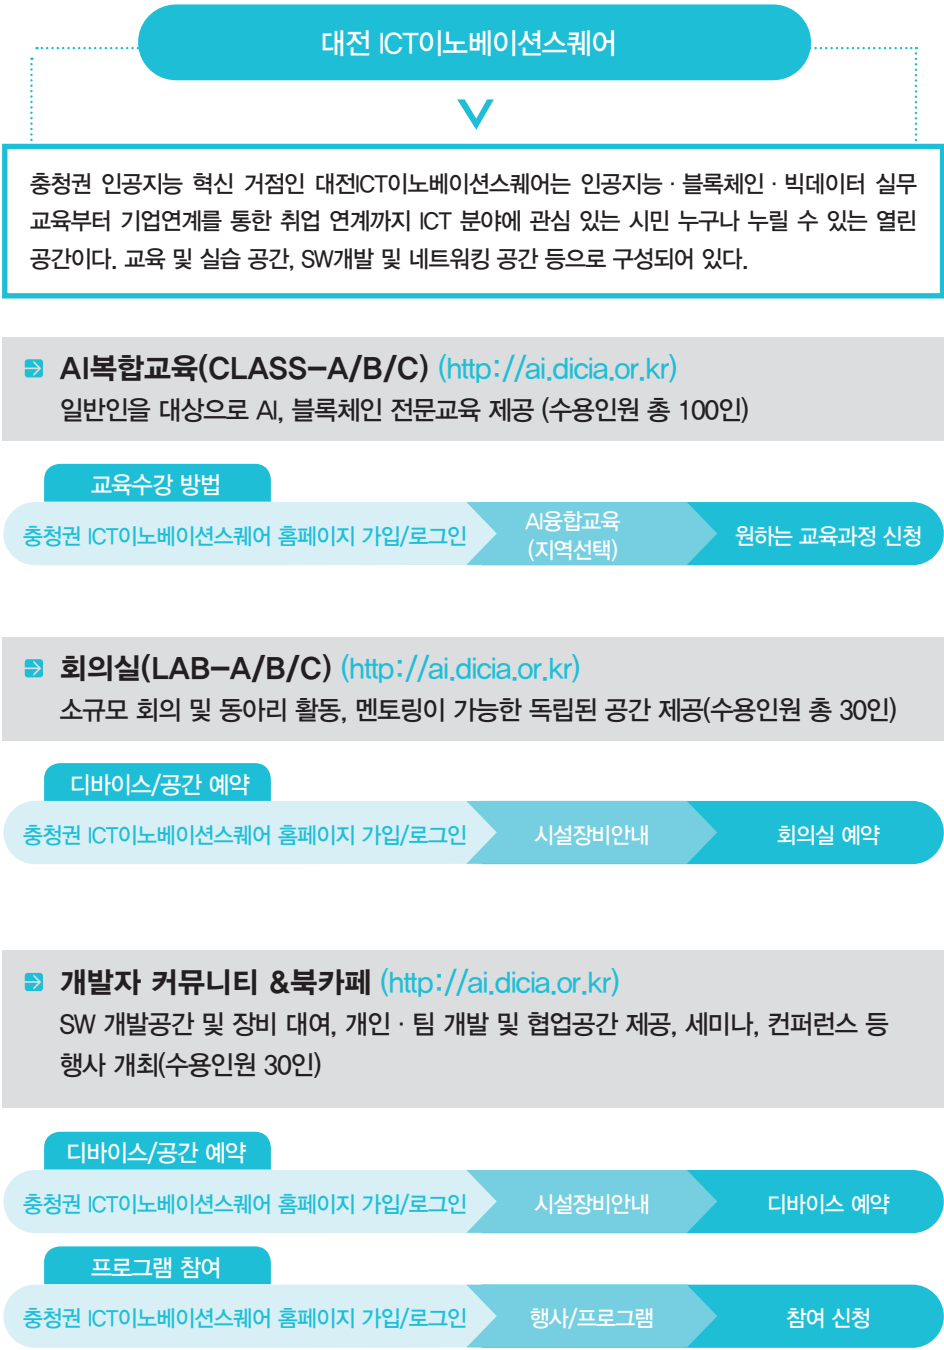 대전 ICT이노베이션스퀘어
충청권 인공지능 혁신 거점인 대전ICT이노베이션스퀘어는 인공지능 · 블록체인 · 빅데이터 실무
교육부터 기업연계를 통한 취업 연계까지 ICT 분야에 관심 있는 시민 누구나 누릴 수 있는 열린
공간이다. 교육 및 실습 공간, SW개발 및 네트워킹 공간 등으로 구성되어 있다.
AI복합교육(CLASS-A/B/C) (http://ai.dicia.or.kr)
일반인을 대상으로 AI, 블록체인 전문교육 제공 (수용인원 총 100인)
교육수강 방법
충청권 ICT이노베이션스퀘어 홈페이지 가입/로그인
AI융합교육
(지역선택)
원하는 교육과정 신청
회의실(LAB-A/B/C) (http://ai.dicia.or.kr)
소규모 회의 및 동아리 활동, 멘토링이 가능한 독립된 공간 제공(수용인원 총 30인)
디바이스/공간 예약
충청권 ICT이노베이션스퀘어 홈페이지 가입/로그인
시설장비안내
회의실 예약
개발자 커뮤니티 &북카페 (http://ai.dicia.or.kr)
SW 개발공간 및 장비 대여, 개인 · 팀 개발 및 협업공간 제공, 세미나, 컨퍼런스 등
행사 개최(수용인원 30인)
디바이스/공간 예약
충청권 ICT이노베이션스퀘어 홈페이지 가입/로그인
시설장비안내
디바이스 예약
프로그램 참여
충청권 ICT이노베이션스퀘어 홈페이지 가입/로그인
행사/프로그램
참여 신청